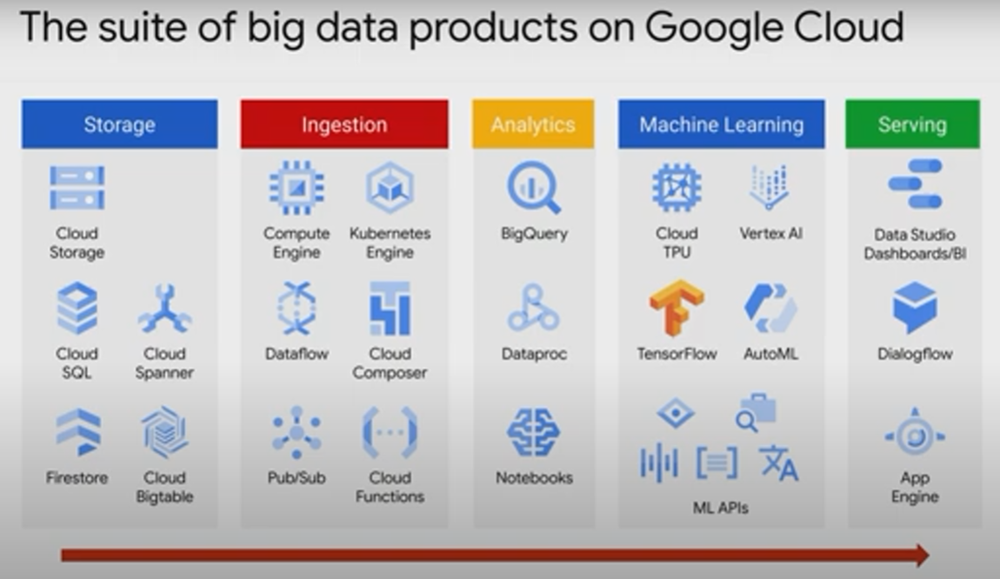 The suite of big data products on Google Cloud
Storage
Cloud
Storage
Cloud
SQL
Cloud
Spanner
Firestore
Cloud
Bigtable
Ingestion
Compute
Engine
Kubernetes
Engine
Dataflow
Cloud
Composer
Pub/Sub
Cloud
Functions
Analytics
BigQuery
Dataproc
Notebooks
Machine Learning
Cloud
TPU
Vertex AI
TensorFlow
AutoML
文A
ML APIs
Serving
Data Studio
Dashboards/BI
Dialogflow
App
Engine